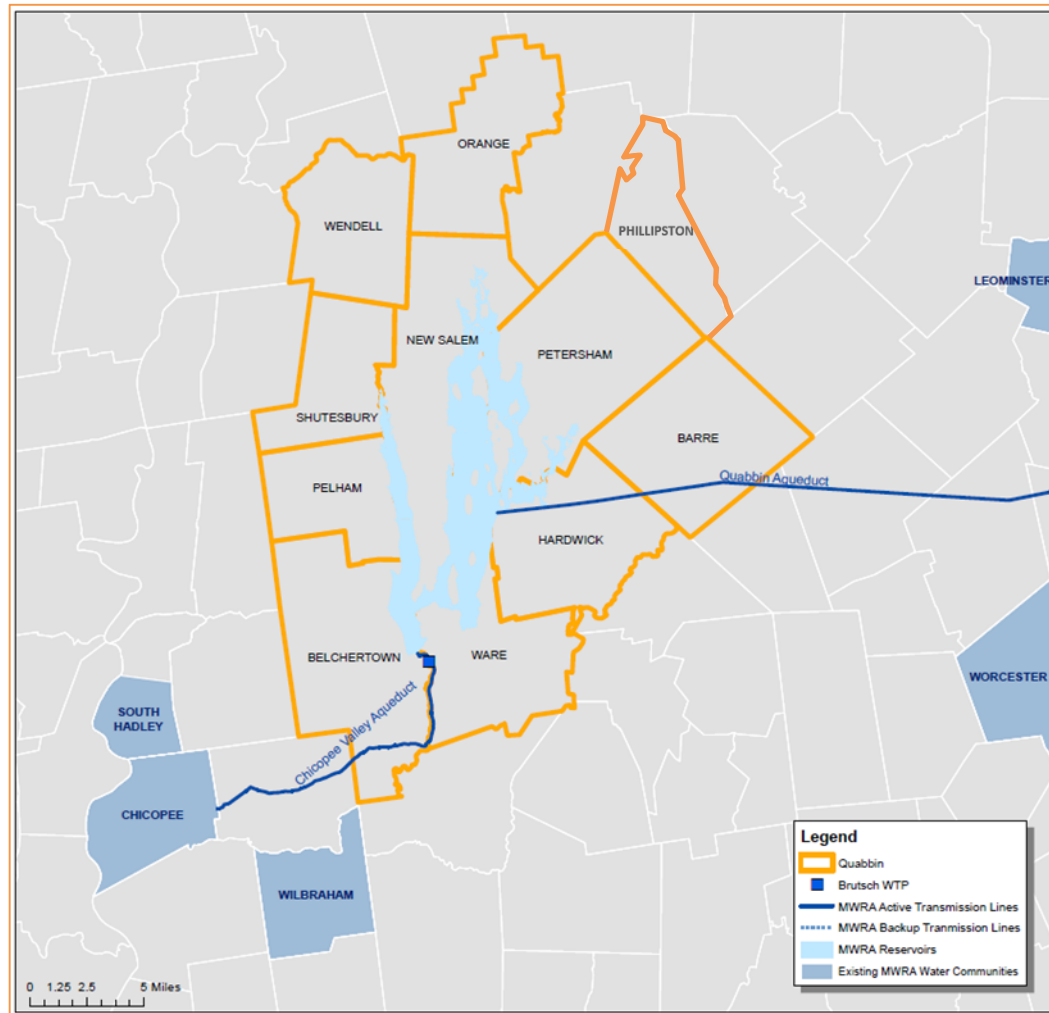 ORANGE
WENDELL
PHILLIPSTON
LEOMINSTER
NEW SALEM
PETERSHAM
SHUTESBURY
BARRE
PELHAM
Quabbin Aqueduct
HARDWICK
BELCHERTOWN
WARE
WORCESTER
SOUTH
HADLEY
Chicopee Valley Aqueduct
CHICOPEE
WILBRAHAM
Legend
Quabbin
Brutsch WTP
MWRA Active Transmission Lines
MWRA Backup Tranmission Lines
MWRA Reservoirs
Existing MWRA Water Communities
0 1.25 2.5 5 Miles